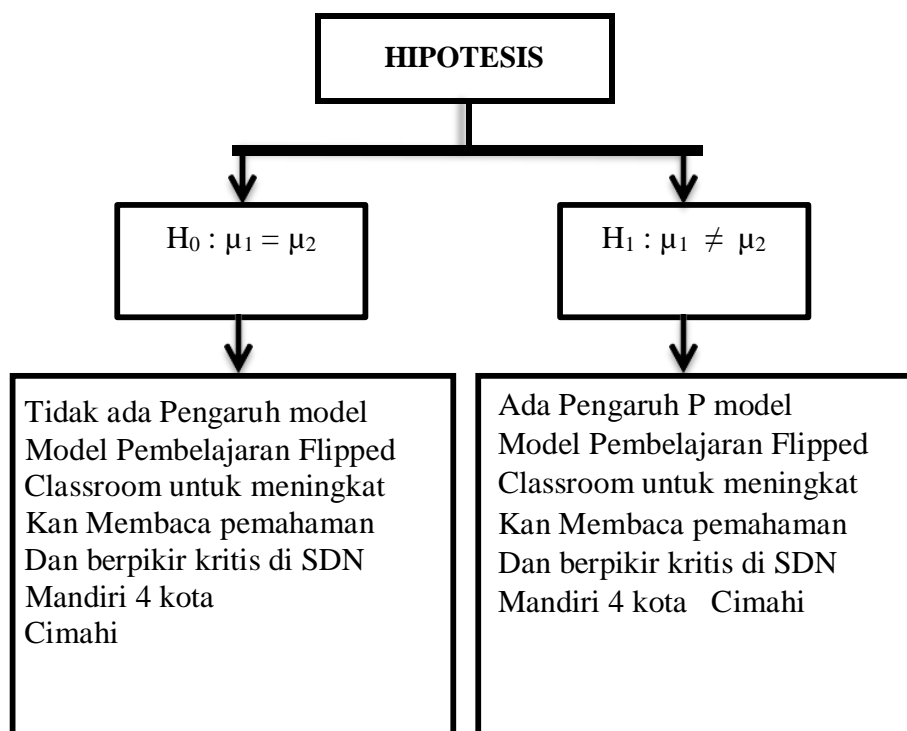 HIPOTESIS
H₀ : µ₁ = µ₂
H₁ : µ₁ ≠ µ₂
Tidak ada Pengaruh model
Model Pembelajaran Flipped
Classroom untuk meningkat
Kan Membaca pemahaman
Dan berpikir kritis di SDN
Mandiri 4 kota
Cimahi
Ada Pengaruh P model
Model Pembelajaran Flipped
Classroom untuk meningkat
Kan Membaca pemahaman
Dan berpikir kritis di SDN
Mandiri 4 kota Cimahi